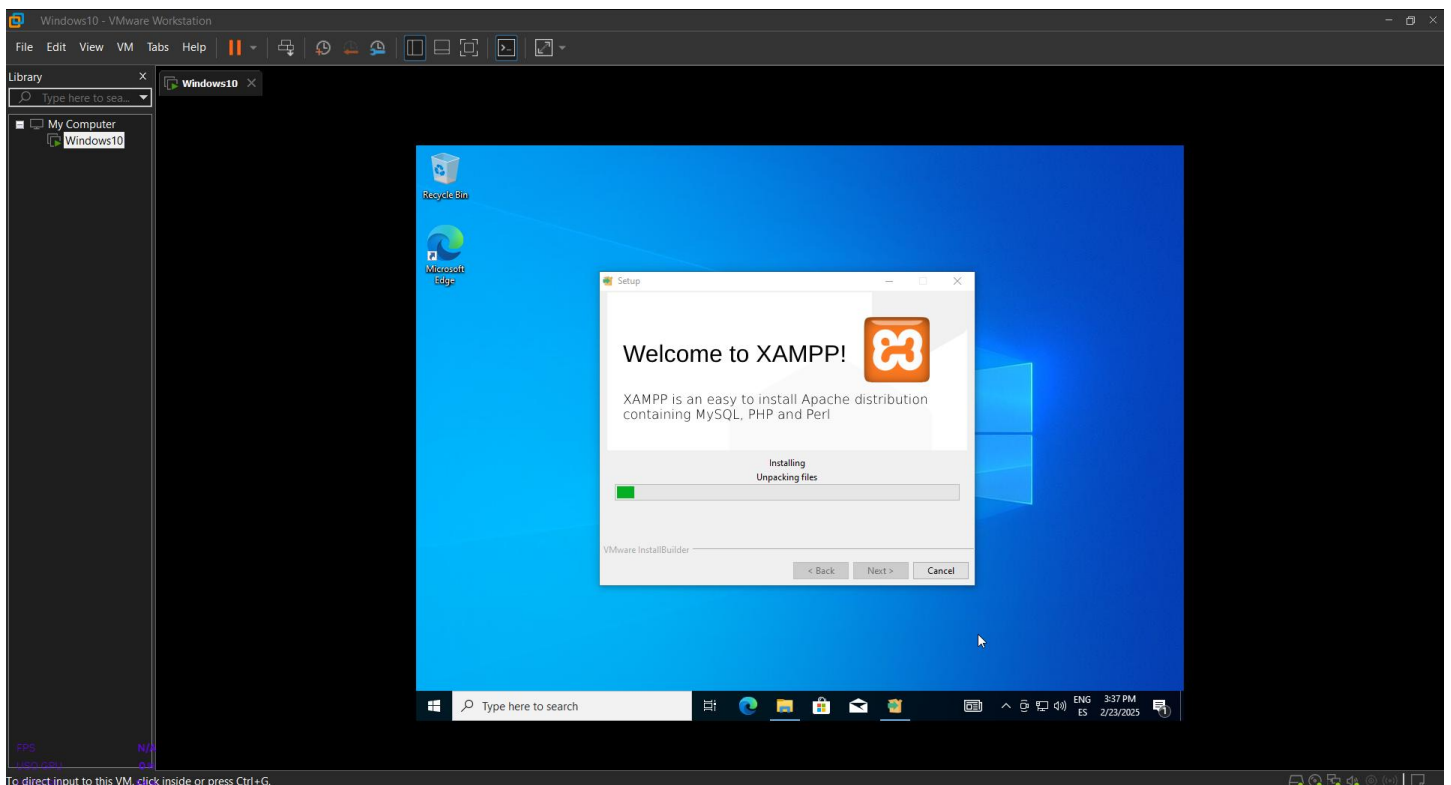 Windows10 - VMware Workstation
File Edit View VM Tabs Help
Library
Type here to sea...
Windows10
My Computer
Windows10
Recycle Bin
Microsoft
Edge
Setup
Welcome to XAMPP!
XAMPP is an easy to install Apache distribution
containing MySQL, PHP and Perl
Installing
Unpacking files
VMware InstallBuilder
< Back Next > Cancel
Type here to search
ENG 3:37 PM
ES 2/23/2025
1
FPS N/A
To direct input to this VM, click inside or press Ctrl+G.